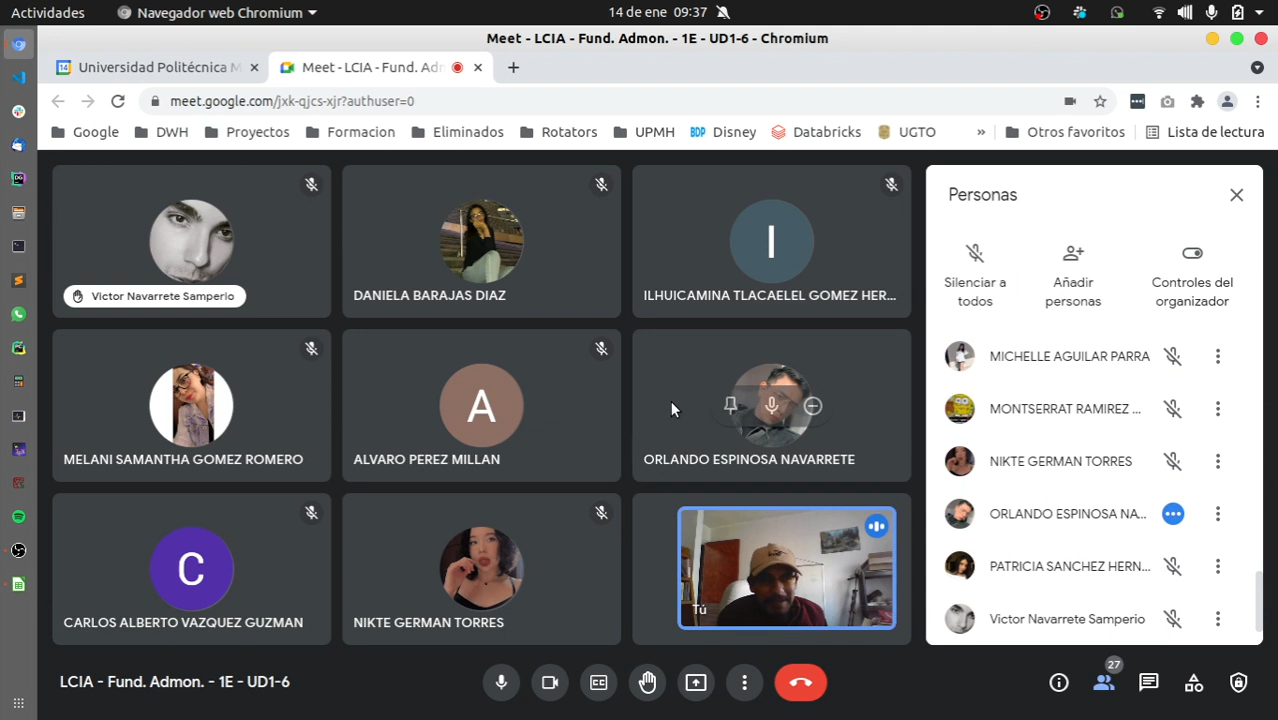 Actividades
Navegador web Chromium
14 de ene 09:37
Meet - LCIA - Fund. Admon. - 1E - UD1-6 - Chromium
Universidad Politécnica M
Meet - LCIA - Fund. Adm
meet.google.com/jxk-qjcs-xjr?authuser=0
Google
DWH
Proyectos
Formacion
Eliminados
Rotators
UPMH
BDP Disney
Databricks
UGTO
»
Otros favoritos
Lista de lectura
Victor Navarrete Samperio
DANIELA BARAJAS DIAZ
I
ILHUICAMINA TLACAELEL GOMEZ HER...
MELANI SAMANTHA GOMEZ ROMERO
A
ALVARO PEREZ MILLAN
ORLANDO ESPINOSA NAVARRETE
C
CARLOS ALBERTO VAZQUEZ GUZMAN
NIKTE GERMAN TORRES
Tú
Personas
Silenciar a
todos
Añadir
personas
Controles del
organizador
MICHELLE AGUILAR PARRA
MONTSERRAT RAMIREZ ...
NIKTE GERMAN TORRES
ORLANDO ESPINOSA NA...
PATRICIA SANCHEZ HERN...
Victor Navarrete Samperio
LCIA - Fund. Admon. - 1E - UD1-6
27